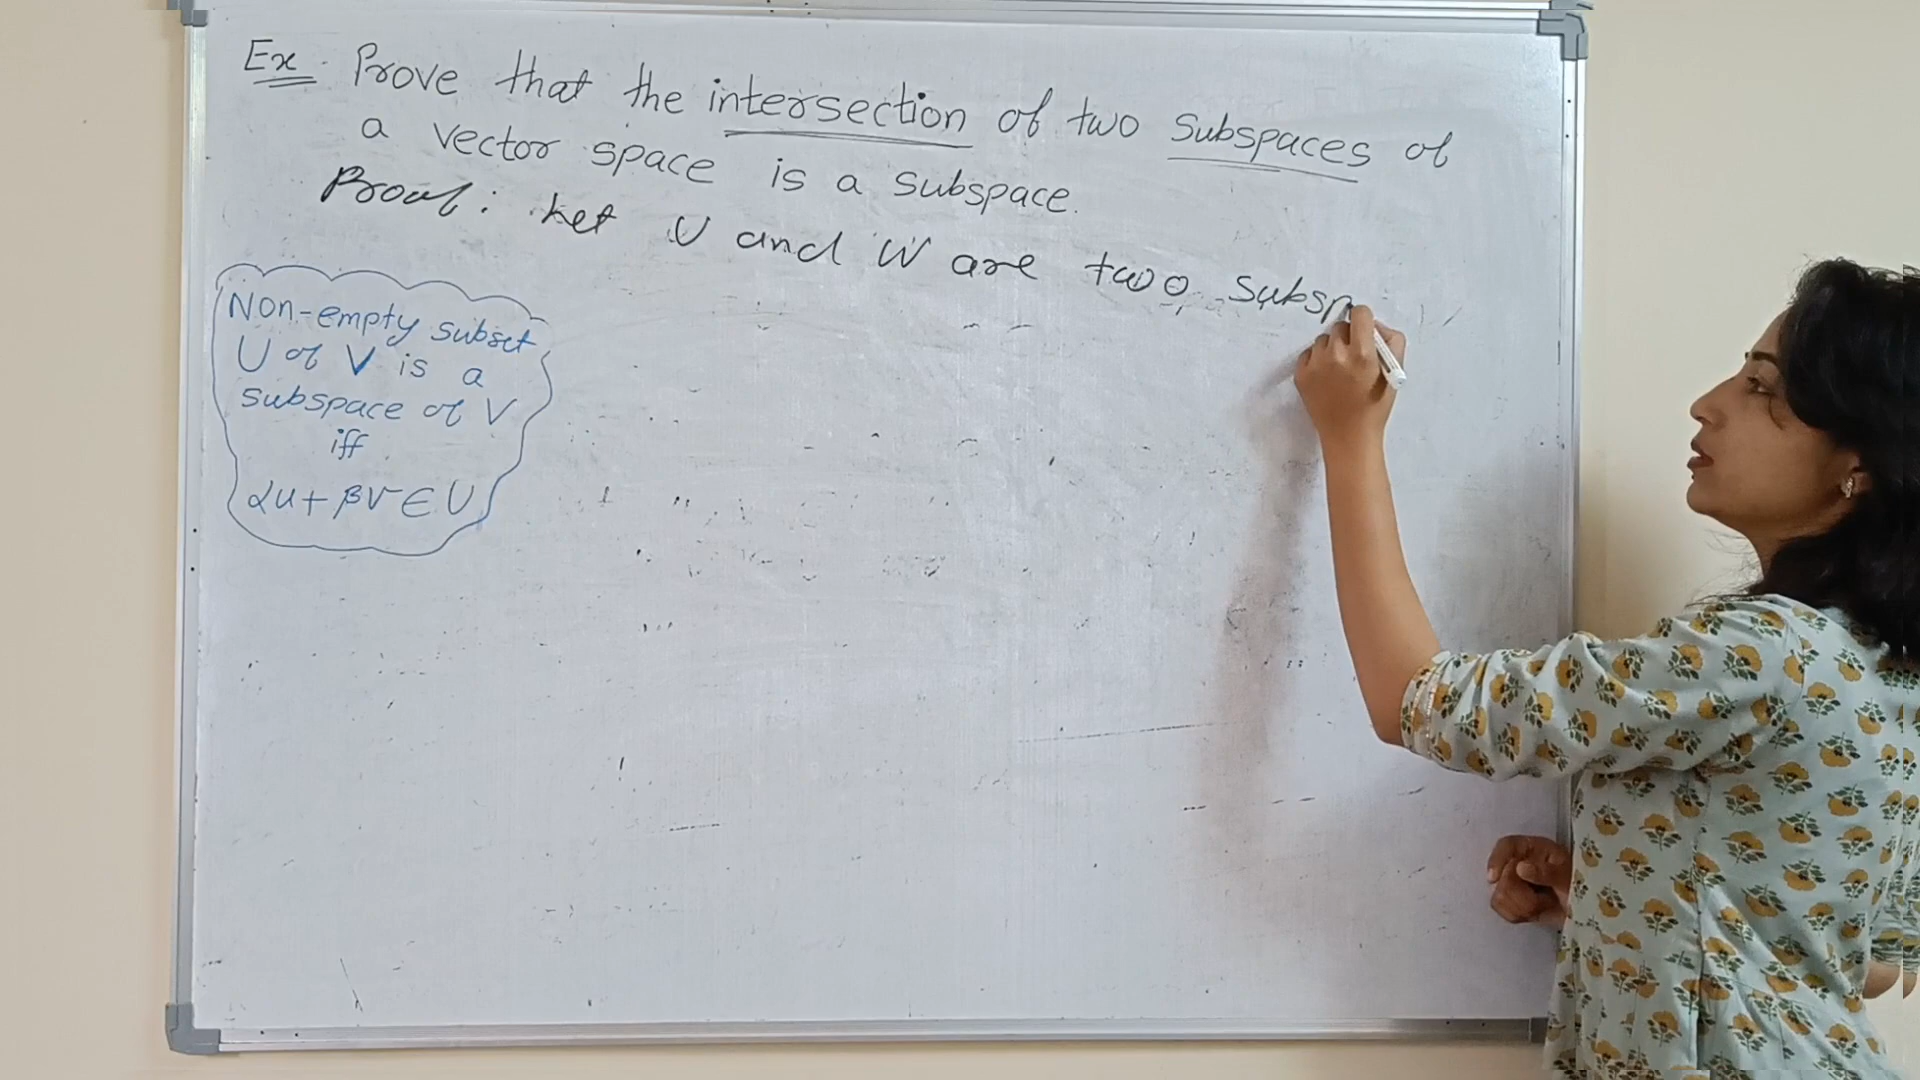 Ex. Prove that the intersection of two subspaces of
a vector space is a subspace.
Proof: Let U and W are two subsp
Non-empty subset
U of V is a
subspace of V
iff
αu + βv ∈ U